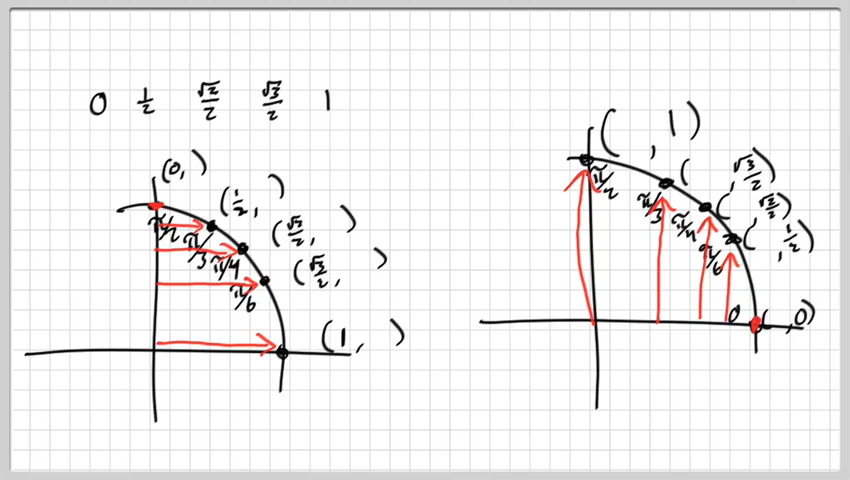 0 1/2 √2/2 √3/2 1
(0, )
(1/2, )
(√2/2, )
(√3/2, )
(1, )
π/2
π/3
π/4
π/6
( , 1)
( , √3/2)
( , √2/2)
( , 1/2)
( , 0)
π/2
π/3
π/4
π/6
0